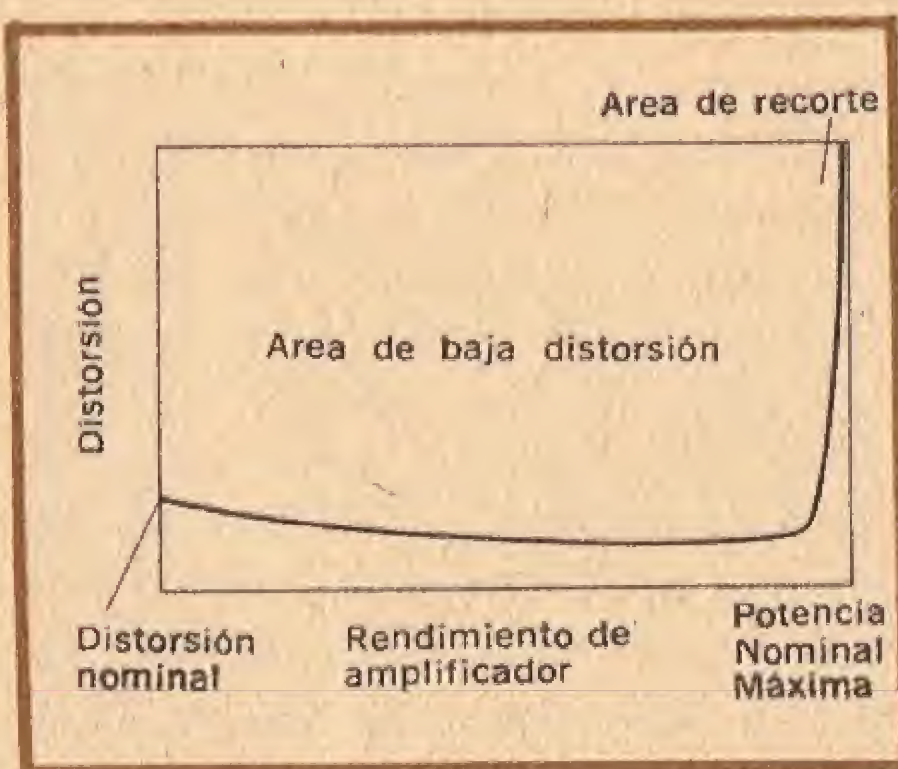 Area de recorte
Distorsión
Area de baja distorsión
Distorsión
nominal
Rendimiento de
amplificador
Potencia
Nominal
Máxima